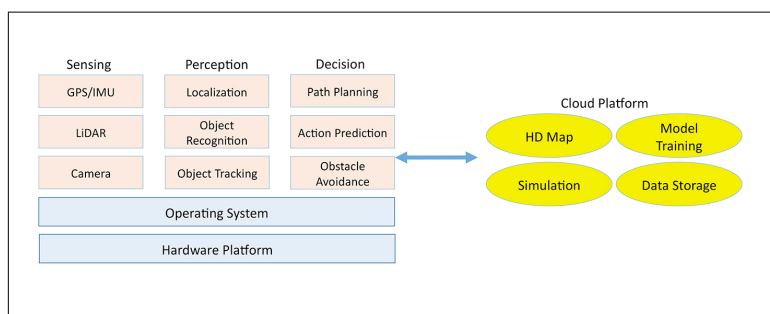 Sensing
GPS/IMU
LiDAR
Camera
Perception
Localization
Object
Recognition
Object Tracking
Decision
Path Planning
Action Prediction
Obstacle
Avoidance
Operating System
Hardware Platform
Cloud Platform
HD Map
Model
Training
Simulation
Data Storage